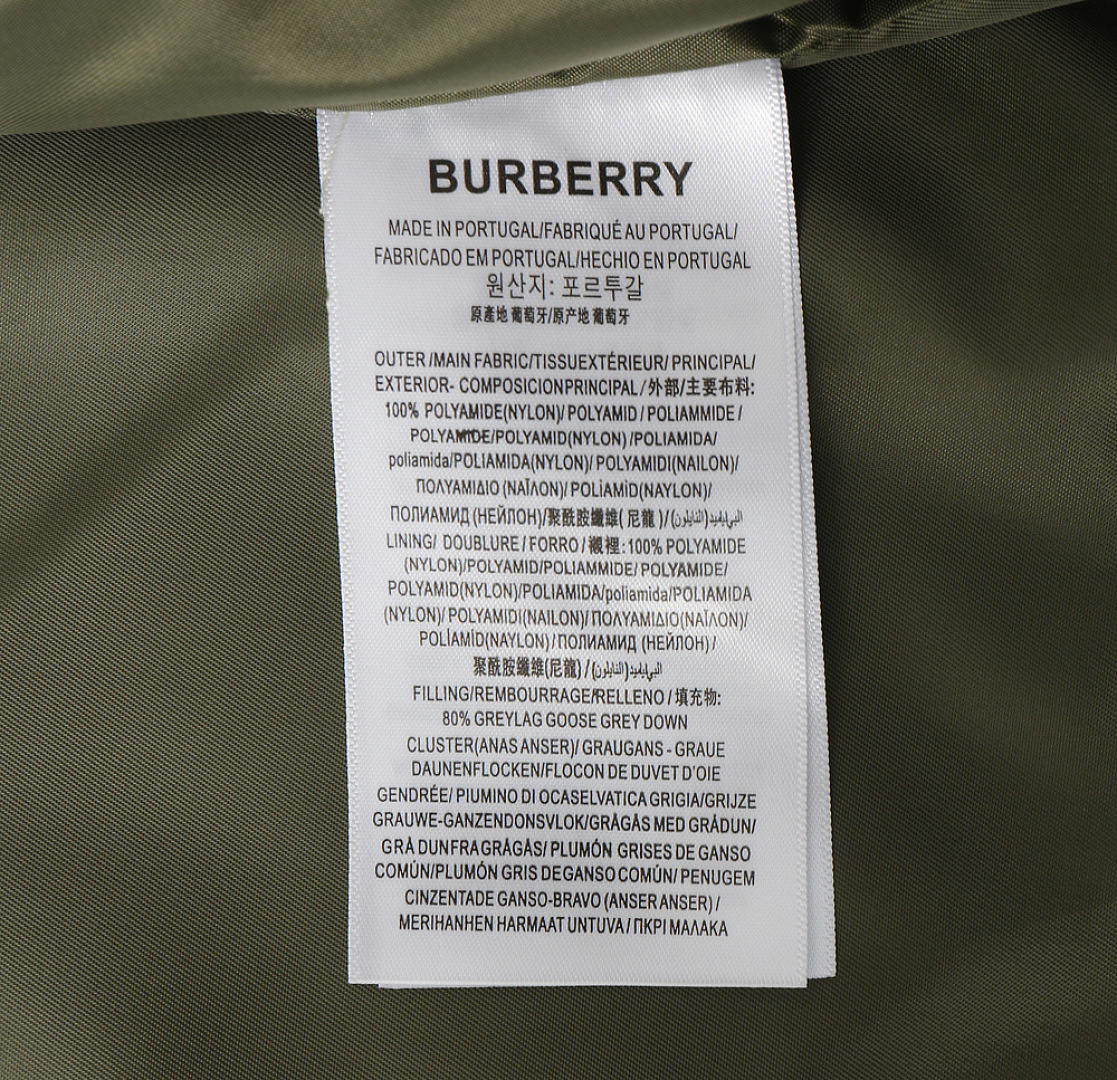 BURBERRY
MADE IN PORTUGAL/FABRIQUÉ AU PORTUGAL/
FABRICADO EM PORTUGAL/HECHIO EN PORTUGAL
원산지: 포르투갈
原產地 葡萄牙/原产地 葡萄牙
OUTER /MAIN FABRIC/TISSUEXTÉRIEUR/ PRINCIPAL/
EXTERIOR- COMPOSICIONPRINCIPAL/外部/主要布料:
100% POLYAMIDE(NYLON)/ POLYAMID / POLIAMMIDE /
POLYAMIDE/POLYAMID(NYLON) /POLIAMIDA/
poliamida/POLIAMIDA(NYLON)/ POLYAMIDI(NAILON)/
ΠΟΛΥΑΜΙΔΙΟ (ΝΑΪΛΟΝ)/ POLİAMİD(NAYLON)/
ПОЛИАМИД (НЕЙЛОН)/聚酰胺纖維( 尼龍 )/(النايلون)
LINING/ DOUBLURE / FORRO / 襯裡:100% POLYAMIDE
(NYLON)/POLYAMID/POLIAMMIDE/ POLYAMIDE/
POLYAMID(NYLON)/POLIAMIDA/poliamida/POLIAMIDA
(NYLON)/ POLYAMIDI(NAILON)/ ΠΟΛΥΑΜΙΔΙΟ(ΝΑΪΛΟΝ)/
POLÍAMÍD(NAYLON) /ПОЛИАМИД (НЕЙЛОН) /
聚酰胺纖維(尼龍) /(النايلون)
FILLING/REMBOURRAGE/RELLENO / 填充物:
80% GREYLAG GOOSE GREY DOWN
CLUSTER(ANAS ANSER)/ GRAUGANS - GRAUE
DAUNENFLOCKEN/FLOCON DE DUVET D'OIE
GENDRÉE/ PIUMINO DI OCASELVATICA GRIGIA/GRIJZE
GRAUWE-GANZENDONSVLOK/GRÅGÅS MED GRÅDUN/
GRÅ DUNFRAGRÅGÅS/ PLUMÓN GRISES DE GANSO
COMÚN/PLUMÓN GRIS DEGANSO COMÚN/ PENUGEM
CINZENTADE GANSO-BRAVO (ANSER ANSER) /
MERIHANHEN HARMAAT UNTUVA / ΠΚΡΙ ΜΑΛΑΚΑ